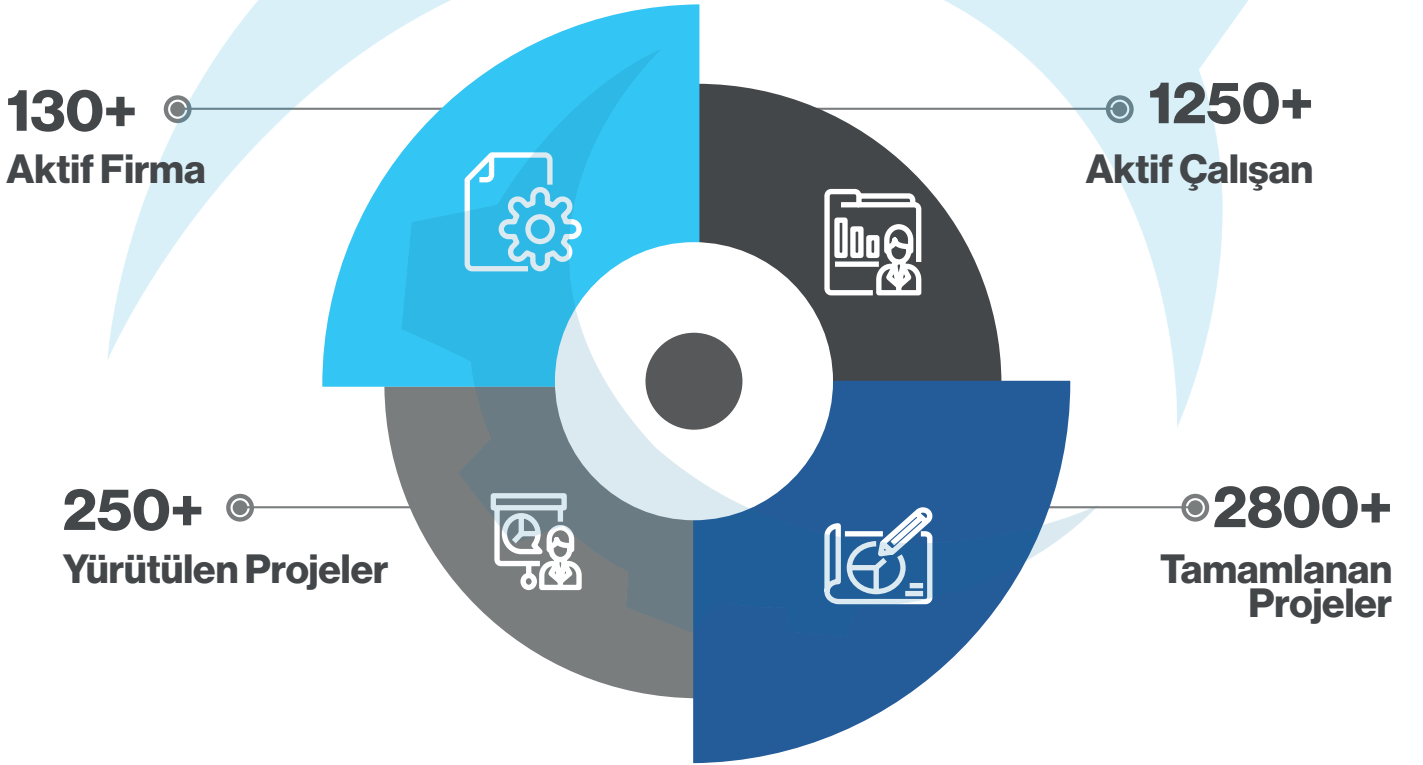 130+
Aktif Firma
1250+
Aktif Çalışan
250+
Yürütülen Projeler
2800+
Tamamlanan
Projeler